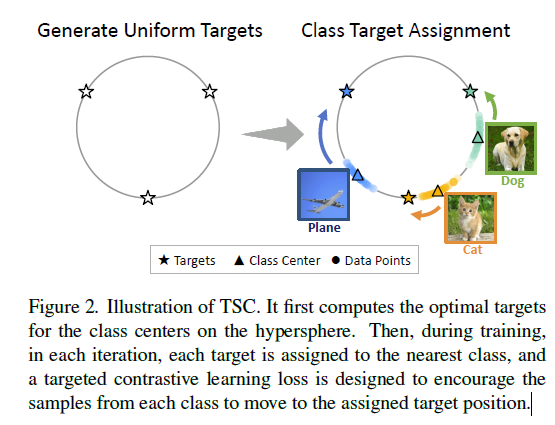 Generate Uniform Targets
Class Target Assignment
Plane
Dog
Cat
Targets
Class Center
Data Points
Figure 2. Illustration of TSC. It first computes the optimal targets
for the class centers on the hypersphere. Then, during training,
in each iteration, each target is assigned to the nearest class, and
a targeted contrastive learning loss is designed to encourage the
samples from each class to move to the assigned target position.